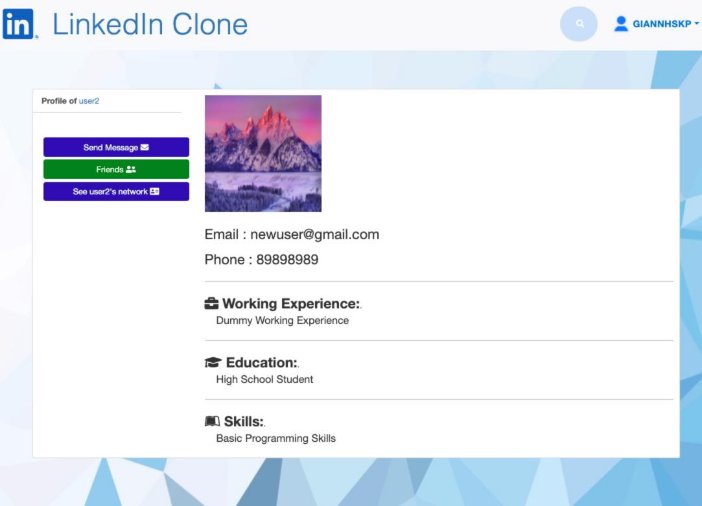 in LinkedIn Clone
GIANNHSKP
Profile of user2
Send Message
Friends
See user2's network
Email : newuser@gmail.com
Phone : 89898989
Working Experience:.
Dummy Working Experience
Education:.
High School Student
Skills:.
Basic Programming Skills